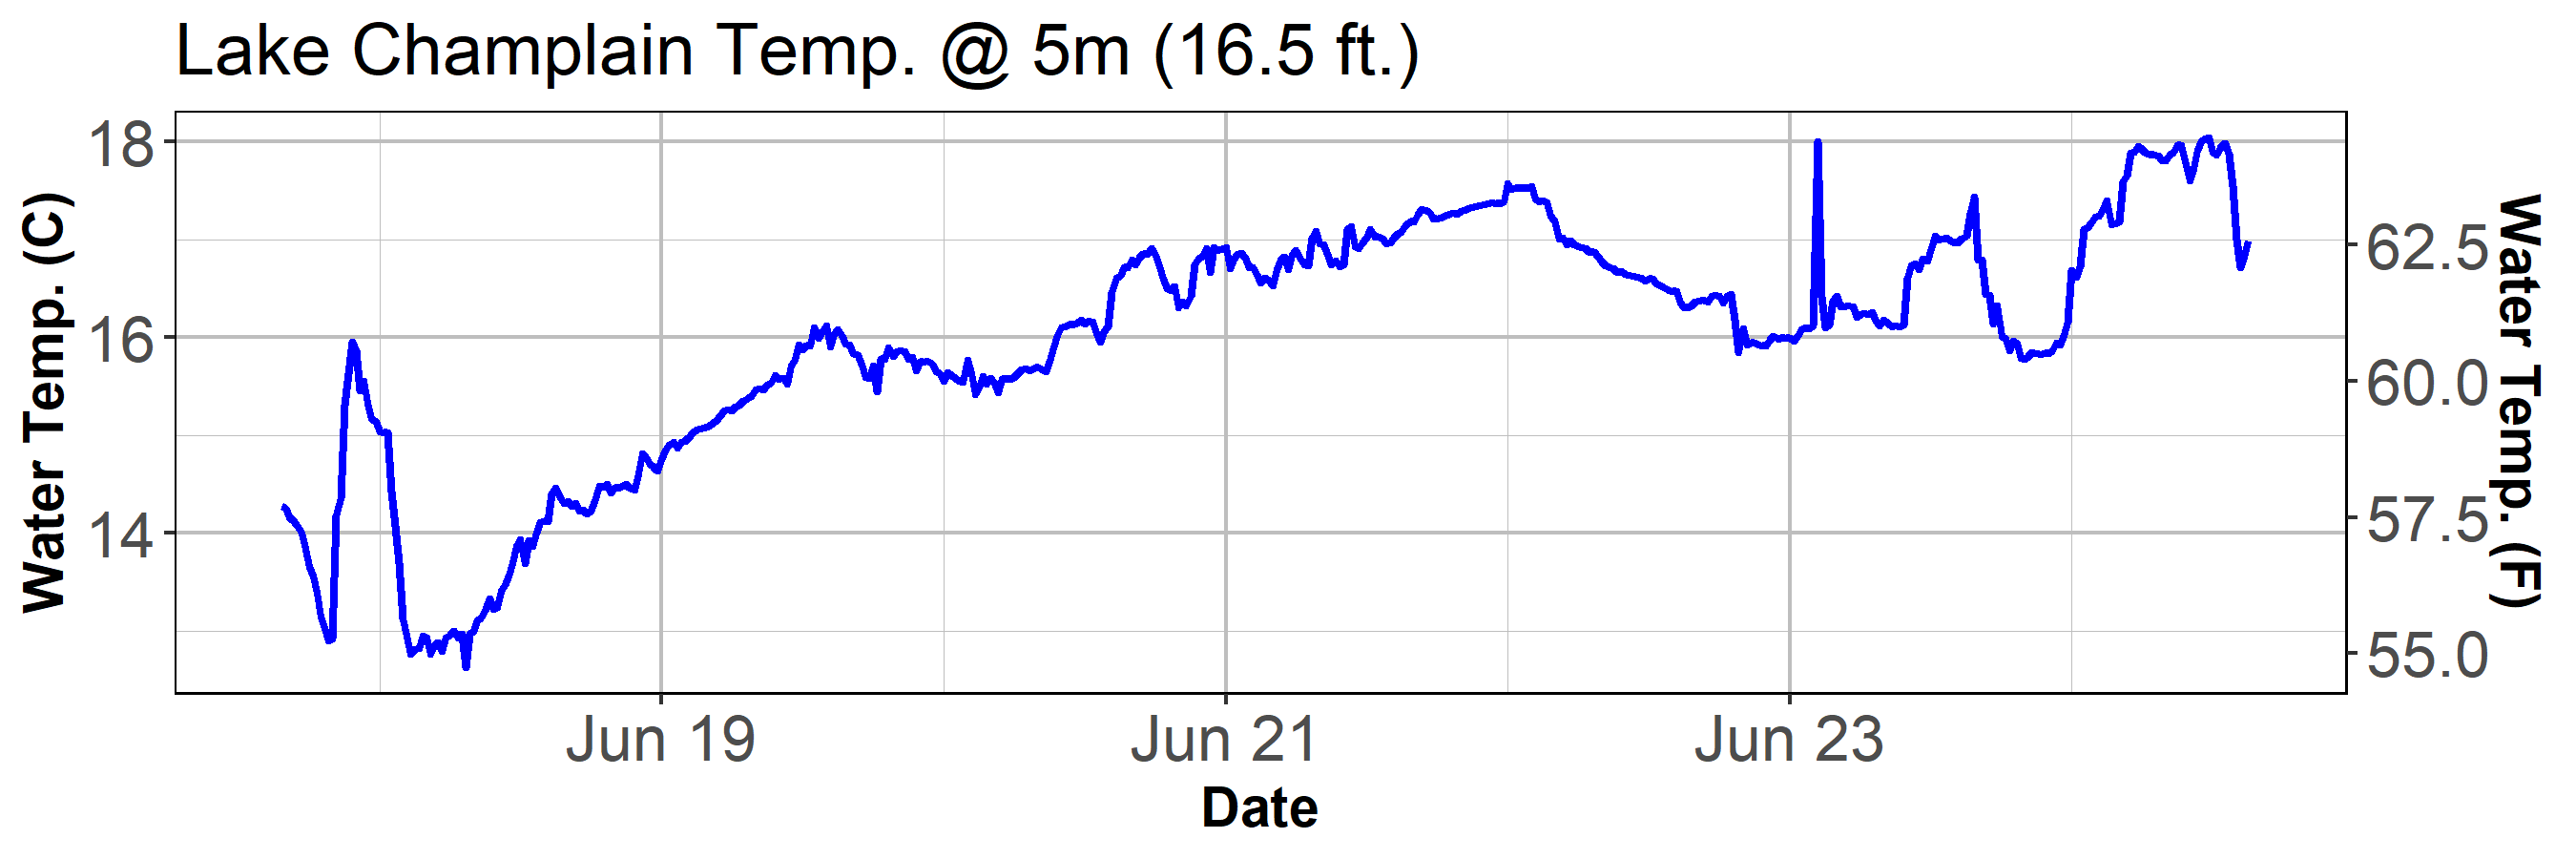 Lake Champlain Temp. @ 5m (16.5 ft.)
Water Temp. (C)
18
16
14
62.5
60.0
57.5
55.0
Water Temp. (F)
Jun 19 Jun 21 Jun 23
Date